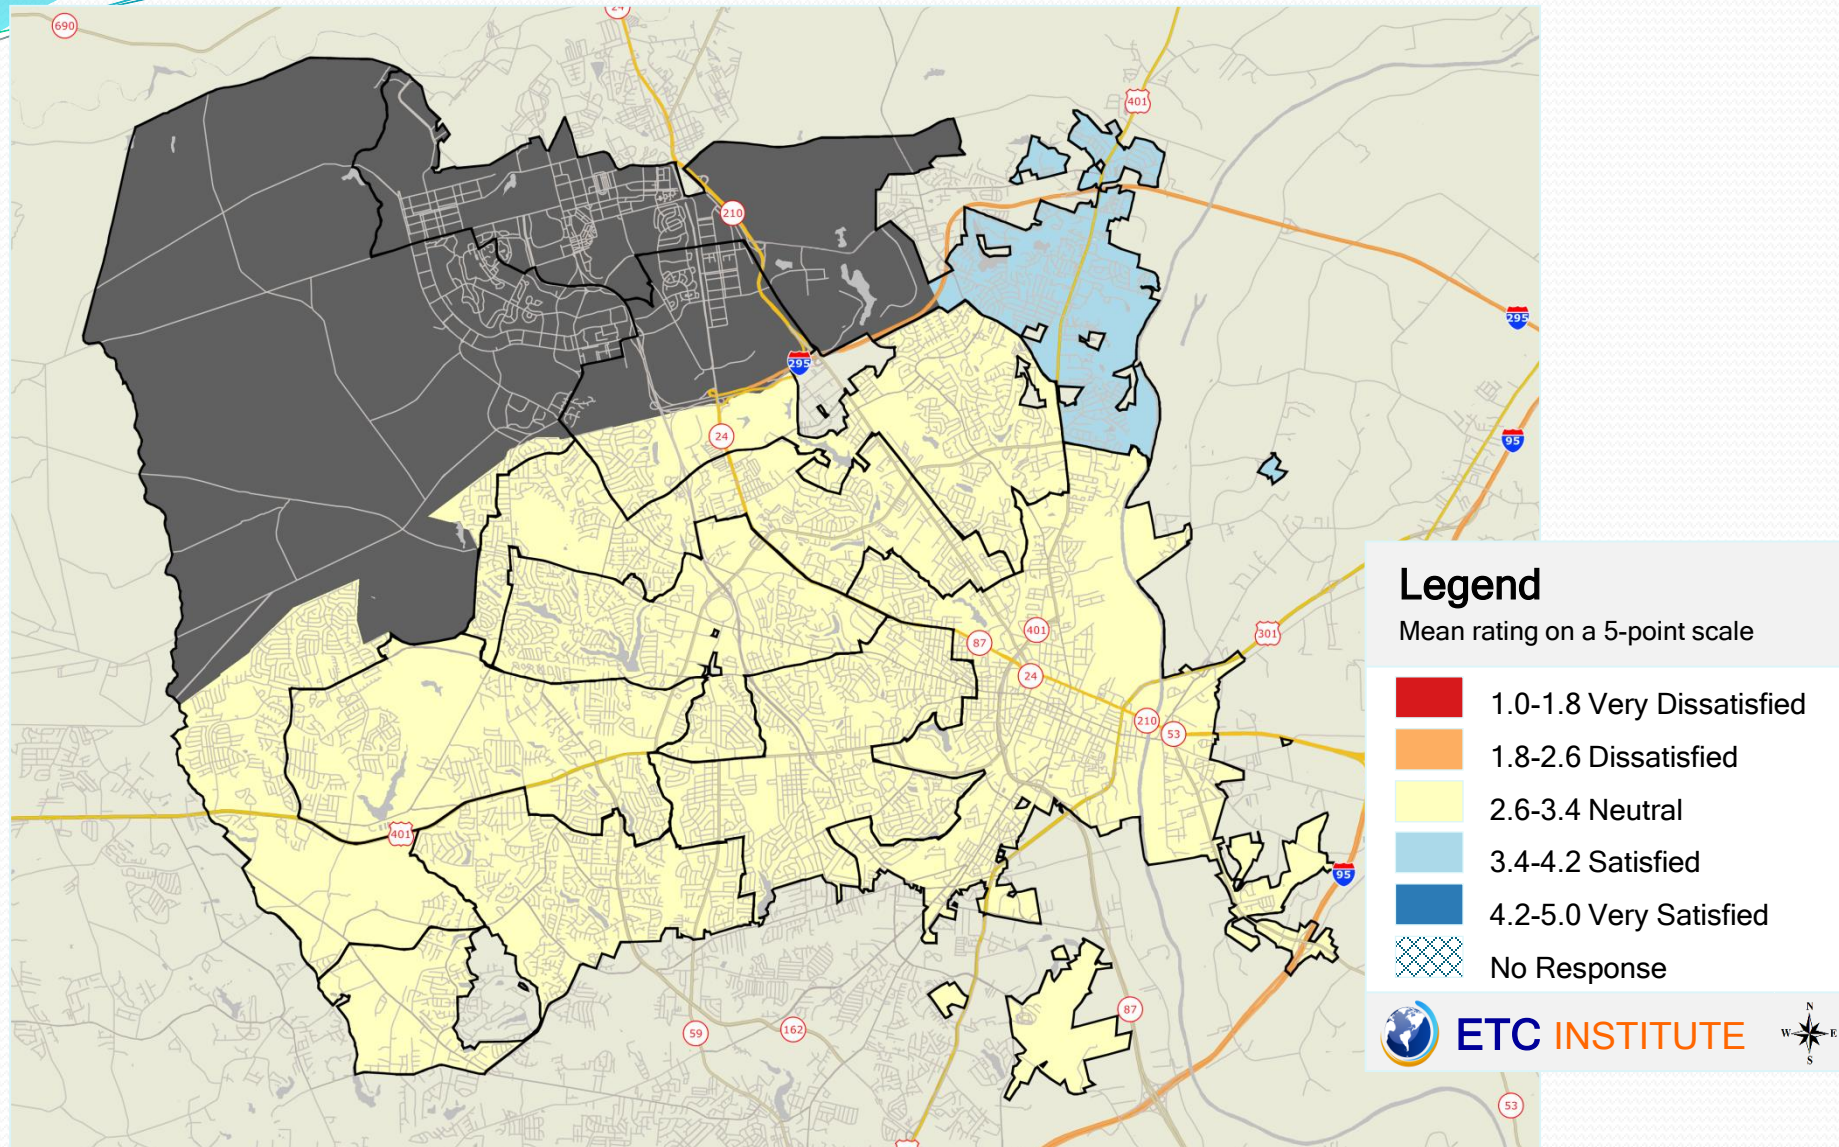 690
24
401
210
295
295
24
95
87
401
24
301
210
53
401
95
59
162
87
53
Legend
Mean rating on a 5-point scale
1.0-1.8 Very Dissatisfied
1.8-2.6 Dissatisfied
2.6-3.4 Neutral
3.4-4.2 Satisfied
4.2-5.0 Very Satisfied
No Response
ETC INSTITUTE
N
W E
S